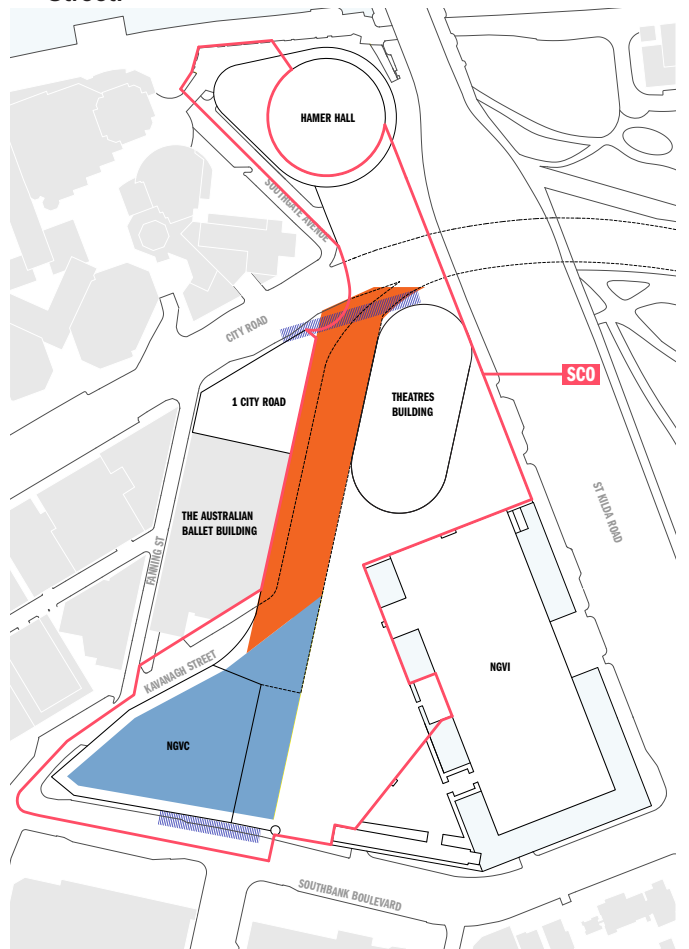 Street.
HAMER HALL
SOUTHGATE AVENUE
CITY ROAD
SCO
1 CITY ROAD
THEATRES
BUILDING
ST KILDA ROAD
THE AUSTRALIAN
BALLET BUILDING
FANNING ST
KAVANAGH STREET
NGVI
NGVC
SOUTHBANK BOULEVARD